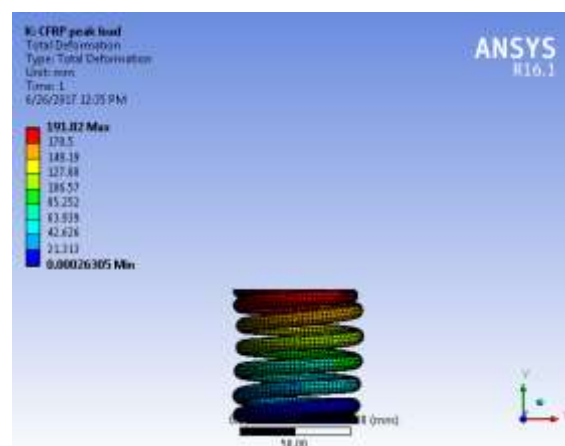 K: CFRP peak load
Total Deformation
Type: Total Deformation
Unit: mm
Time: 1
6/26/2017 12:35 PM
ANSYS
R16.1
191.82 Max
170.5
149.19
127.88
106.57
85.252
63.939
42.626
21.313
0.00026305 Min
(mm)
50.00
Y